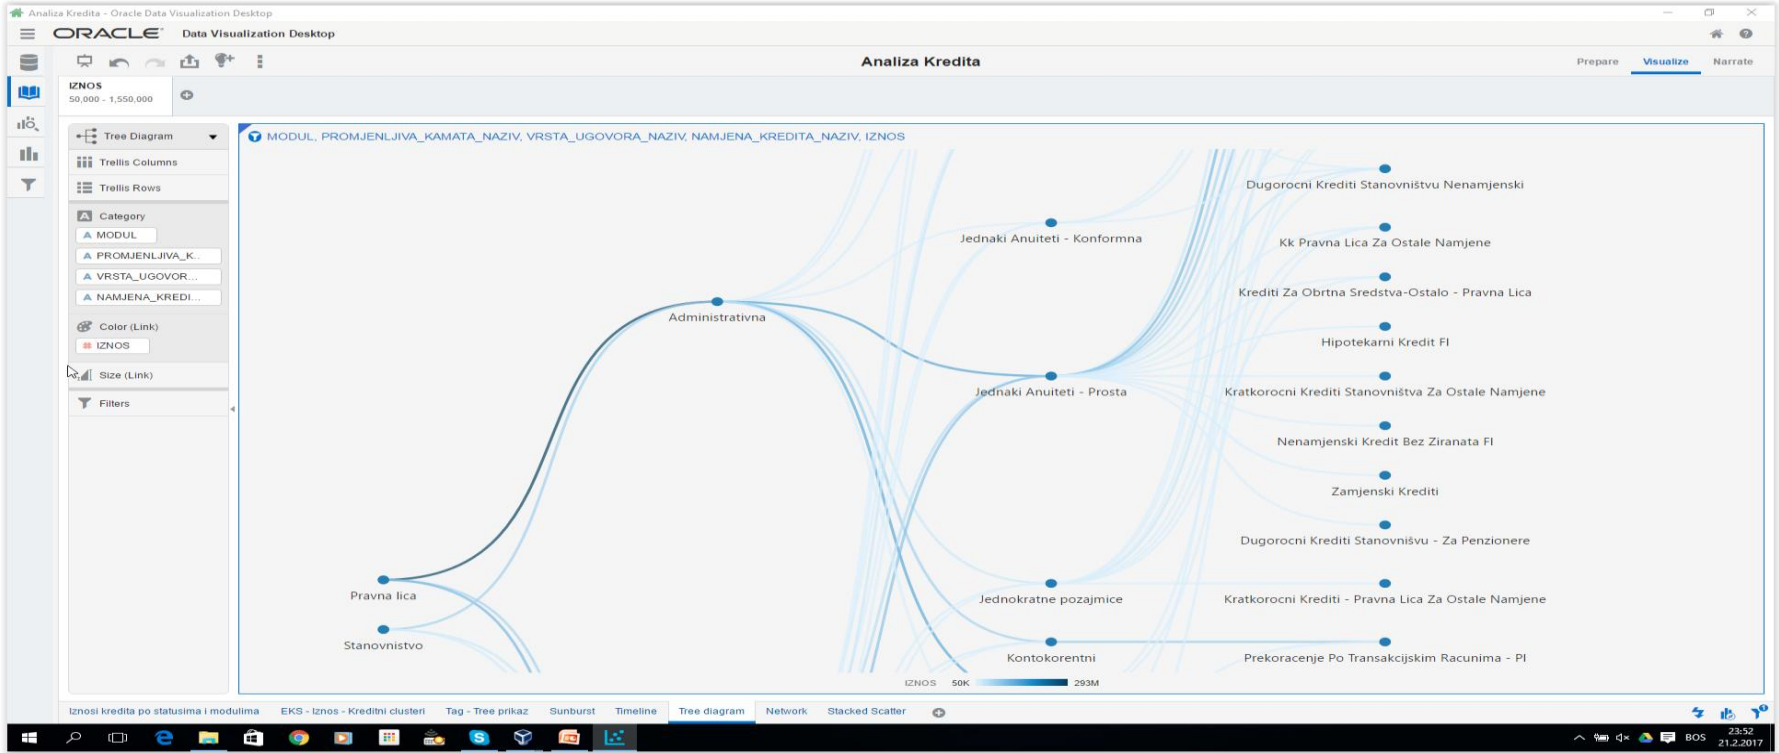 Analiza Kredita - Oracle Data Visualization Desktop
ORACLE Data Visualization Desktop
Analiza Kredita
Prepare Visualize Narrate
IZNOS
50,000 - 1,550,000
Tree Diagram
Trellis Columns
Trellis Rows
Category
A MODUL
A PROMJENLJIVA_K..
A VRSTA_UGOVOR...
A NAMJENA_KREDI...
Color (Link)
# IZNOS
Size (Link)
Filters
MODUL, PROMJENLJIVA_KAMATA_NAZIV, VRSTA_UGOVORA_NAZIV, NAMJENA_KREDITA_NAZIV, IZNOS
Dugorocni Krediti Stanovništvu Nenamjenski
Jednaki Anuiteti - Konformna
Kk Pravna Lica Za Ostale Namjene
Krediti Za Obrtna Sredstva-Ostalo - Pravna Lica
Administrativna
Hipotekarni Kredit Fl
Jednaki Anuiteti - Prosta
Kratkorocni Krediti Stanovništva Za Ostale Namjene
Nenamjenski Kredit Bez Ziranata Fl
Zamjenski Krediti
Dugorocni Krediti Stanovnišvu - Za Penzionere
Pravna lica
Jednokratne pozajmice
Kratkorocni Krediti - Pravna Lica Za Ostale Namjene
Stanovnistvo
Kontokorentni
Prekoracenje Po Transakcijskim Racunima - Pl
IZNOS 50K 293M
Iznosi kredita po statusima i modulima EKS - Iznos - Kreditni clusteri Tag - Tree prikaz Sunburst Timeline Tree diagram Network Stacked Scatter
BOS
23:52
21.2.2017